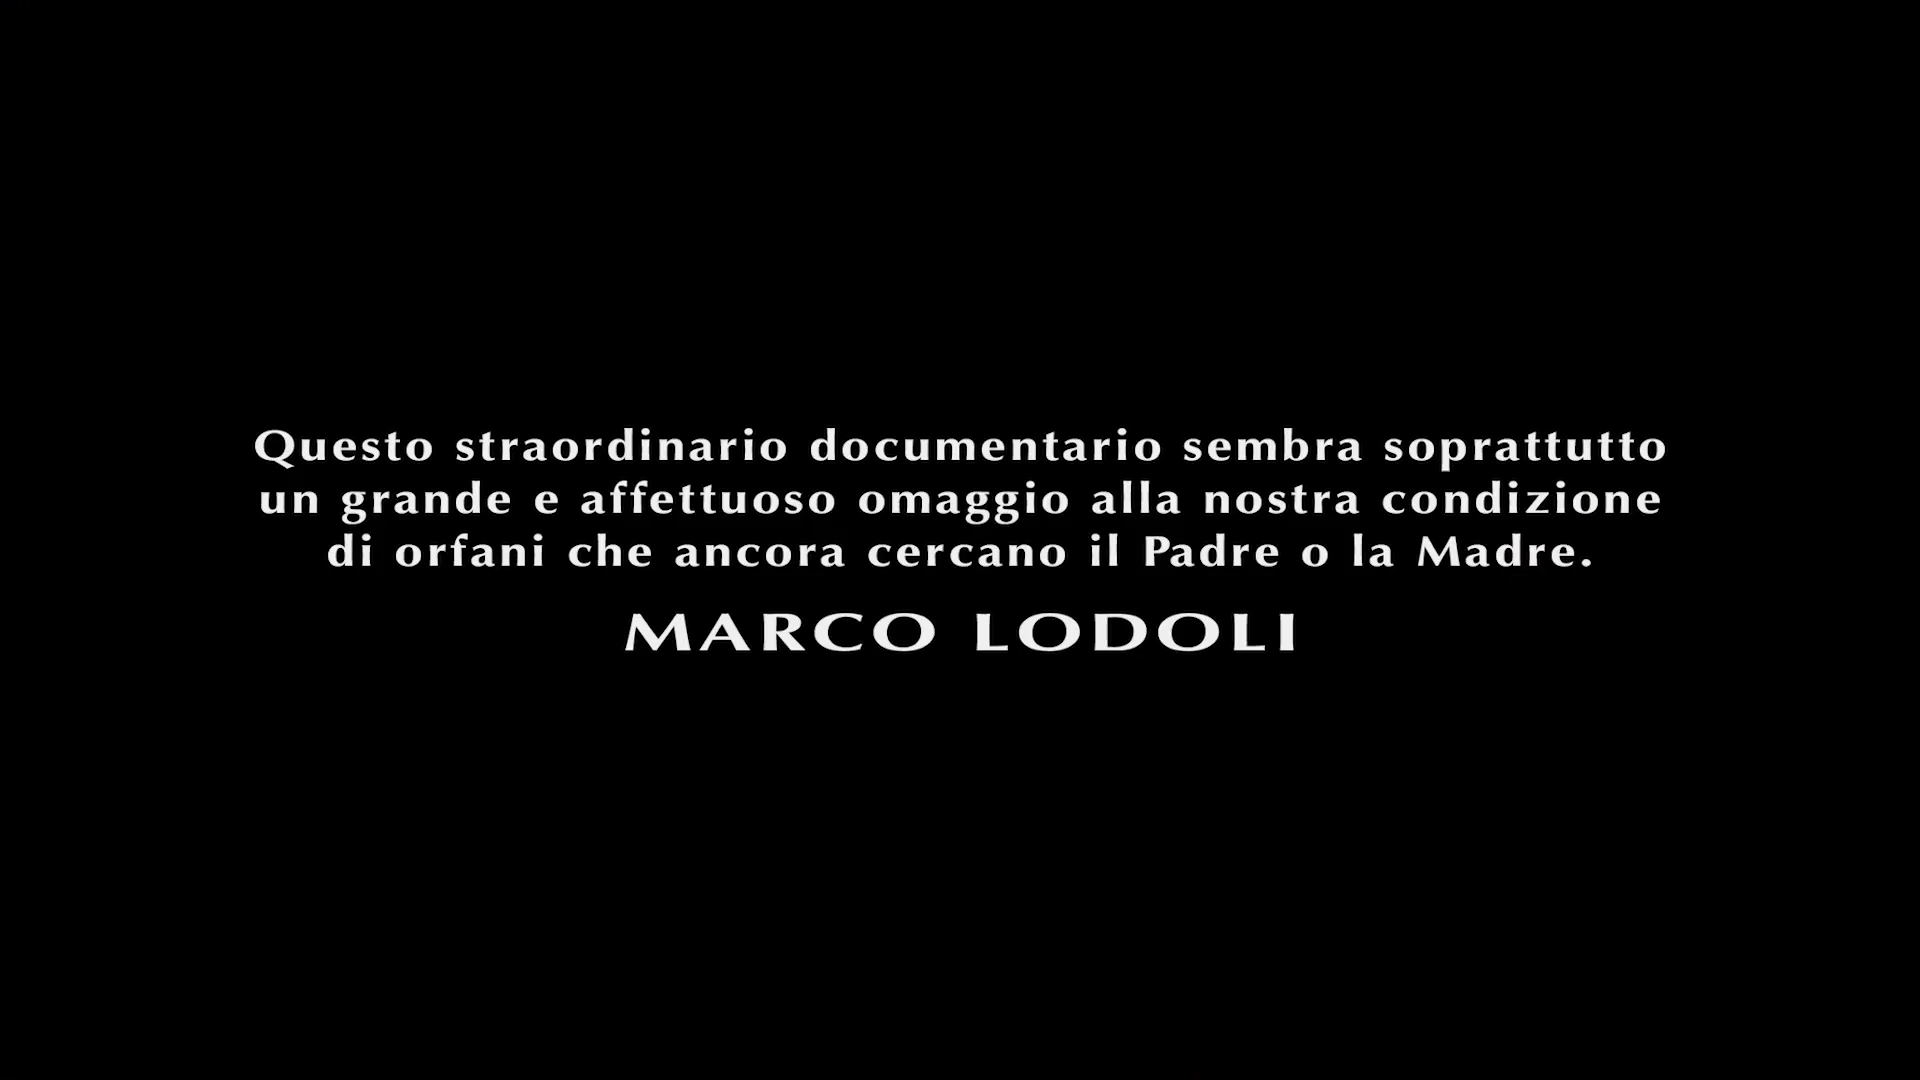 Questo straordinario documentario sembra soprattutto
un grande e affettuoso omaggio alla nostra condizione
di orfani che ancora cercano il Padre o la Madre.
MARCO LODOLI